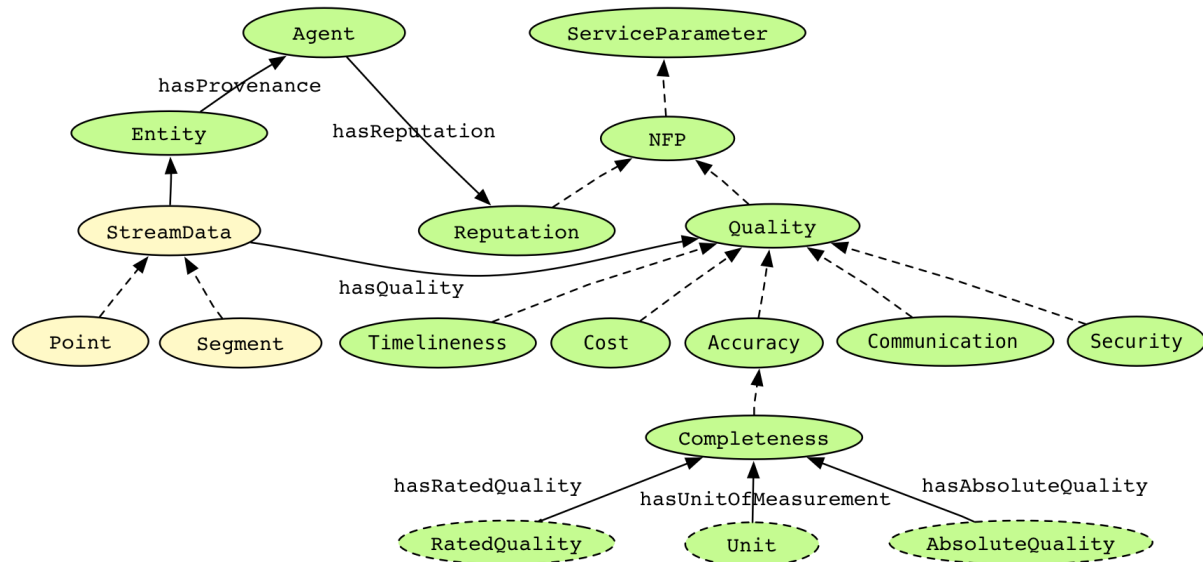 Agent
ServiceParameter
hasProvenance
Entity
hasReputation
NFP
StreamData
Reputation
Quality
hasQuality
Point
Segment
Timelineness
Cost
Accuracy
Communication
Security
Completeness
hasRatedQuality
hasUnitOfMeasurement
hasAbsoluteQuality
RatedQuality
Unit
AbsoluteQuality